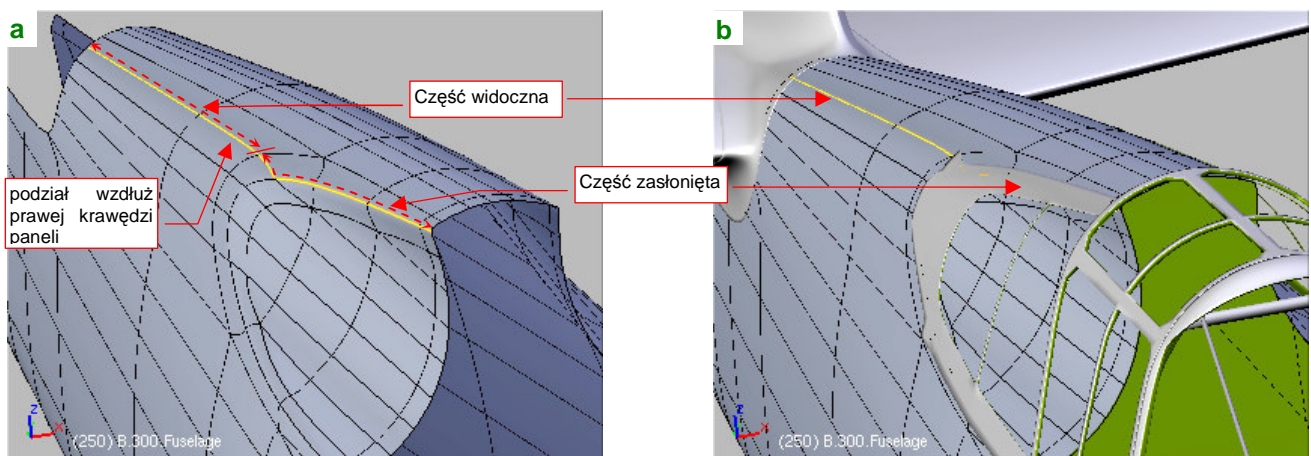 a
b
Część widoczna
Część zasłonięta
podział wzdłuż
prawej krawędzi
paneli
z
x
(250) B.300.Fuselage
z
x
(250) B.300.Fuselage